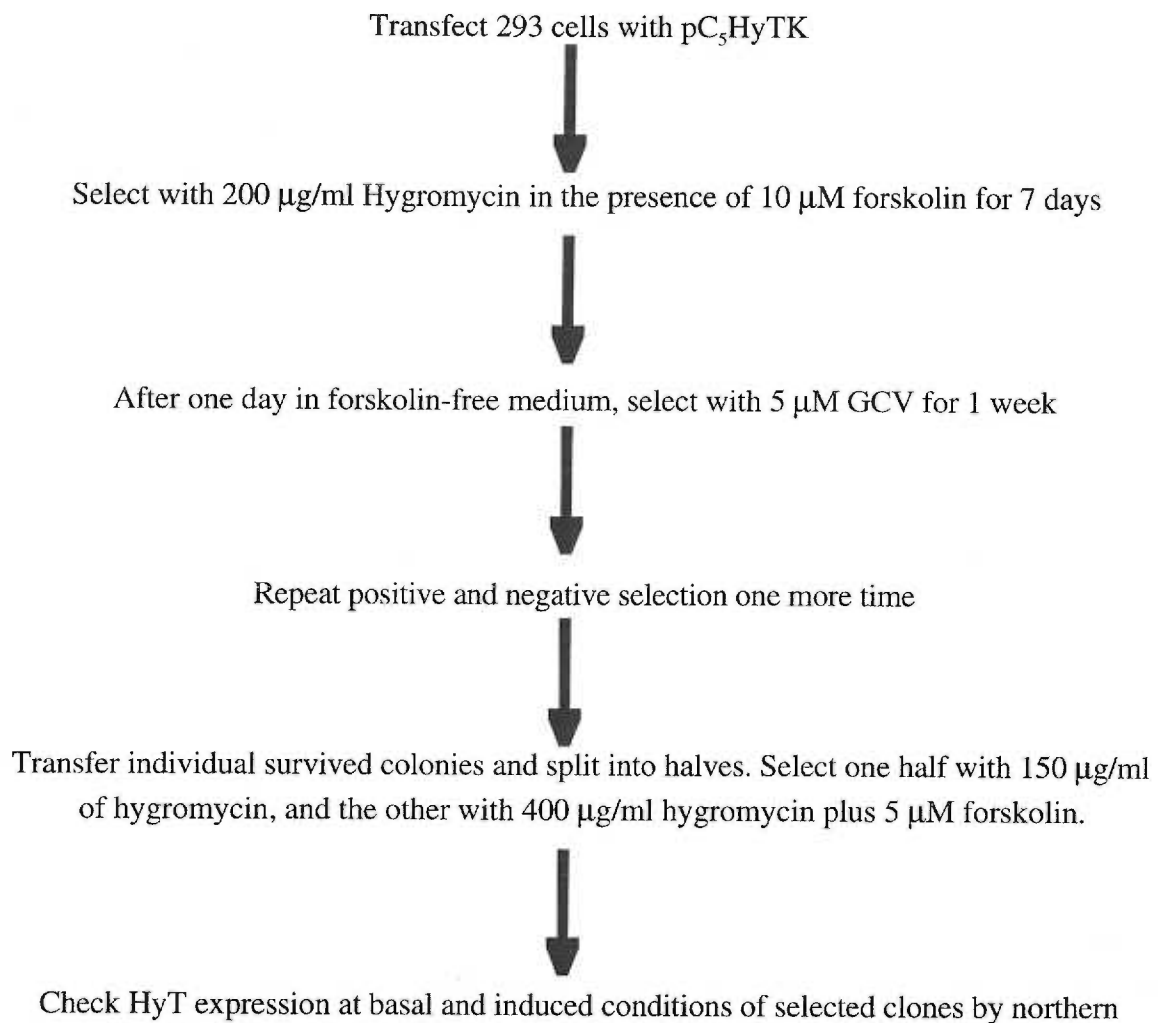 Transfect 293 cells with pC₅HyTK
Select with 200 µg/ml Hygromycin in the presence of 10 µM forskolin for 7 days
After one day in forskolin-free medium, select with 5 µM GCV for 1 week
Repeat positive and negative selection one more time
Transfer individual survived colonies and split into halves. Select one half with 150 µg/ml
of hygromycin, and the other with 400 µg/ml hygromycin plus 5 µM forskolin.
Check HyT expression at basal and induced conditions of selected clones by northern